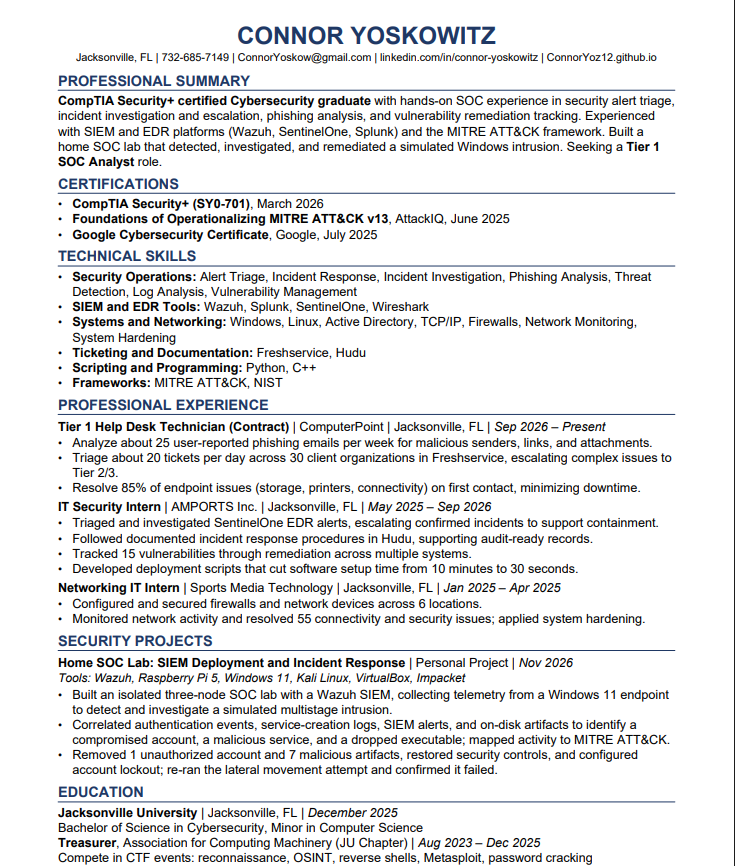 CONNOR YOSKOWITZ
Jacksonville, FL | 732-685-7149 | ConnorYoskow@gmail.com | linkedin.com/in/connor-yoskowitz | ConnorYoz12.github.io
PROFESSIONAL SUMMARY
CompTIA Security+ certified Cybersecurity graduate with hands-on SOC experience in security alert triage,
incident investigation and escalation, phishing analysis, and vulnerability remediation tracking. Experienced
with SIEM and EDR platforms (Wazuh, SentinelOne, Splunk) and the MITRE ATT&CK framework. Built a
home SOC lab that detected, investigated, and remediated a simulated Windows intrusion. Seeking a Tier 1
SOC Analyst role.
CERTIFICATIONS
• CompTIA Security+ (SY0-701), March 2026
• Foundations of Operationalizing MITRE ATT&CK v13, AttackIQ, June 2025
• Google Cybersecurity Certificate, Google, July 2025
TECHNICAL SKILLS
• Security Operations: Alert Triage, Incident Response, Incident Investigation, Phishing Analysis, Threat
Detection, Log Analysis, Vulnerability Management
• SIEM and EDR Tools: Wazuh, Splunk, SentinelOne, Wireshark
• Systems and Networking: Windows, Linux, Active Directory, TCP/IP, Firewalls, Network Monitoring,
System Hardening
• Ticketing and Documentation: Freshservice, Hudu
• Scripting and Programming: Python, C++
• Frameworks: MITRE ATT&CK, NIST
PROFESSIONAL EXPERIENCE
Tier 1 Help Desk Technician (Contract) | ComputerPoint | Jacksonville, FL | Sep 2026 – Present
• Analyze about 25 user-reported phishing emails per week for malicious senders, links, and attachments.
• Triage about 20 tickets per day across 30 client organizations in Freshservice, escalating complex issues to
Tier 2/3.
• Resolve 85% of endpoint issues (storage, printers, connectivity) on first contact, minimizing downtime.
IT Security Intern | AMPORTS Inc. | Jacksonville, FL | May 2025 – Sep 2026
• Triaged and investigated SentinelOne EDR alerts, escalating confirmed incidents to support containment.
• Followed documented incident response procedures in Hudu, supporting audit-ready records.
• Tracked 15 vulnerabilities through remediation across multiple systems.
• Developed deployment scripts that cut software setup time from 10 minutes to 30 seconds.
Networking IT Intern | Sports Media Technology | Jacksonville, FL | Jan 2025 – Apr 2025
• Configured and secured firewalls and network devices across 6 locations.
• Monitored network activity and resolved 55 connectivity and security issues; applied system hardening.
SECURITY PROJECTS
Home SOC Lab: SIEM Deployment and Incident Response | Personal Project | Nov 2026
Tools: Wazuh, Raspberry Pi 5, Windows 11, Kali Linux, VirtualBox, Impacket
• Built an isolated three-node SOC lab with a Wazuh SIEM, collecting telemetry from a Windows 11 endpoint
to detect and investigate a simulated multistage intrusion.
• Correlated authentication events, service-creation logs, SIEM alerts, and on-disk artifacts to identify a
compromised account, a malicious service, and a dropped executable; mapped activity to MITRE ATT&CK.
• Removed 1 unauthorized account and 7 malicious artifacts, restored security controls, and configured
account lockout; re-ran the lateral movement attempt and confirmed it failed.
EDUCATION
Jacksonville University | Jacksonville, FL | December 2025
Bachelor of Science in Cybersecurity, Minor in Computer Science
Treasurer, Association for Computing Machinery (JU Chapter) | Aug 2023 – Dec 2025
Compete in CTF events: reconnaissance, OSINT, reverse shells, Metasploit, password cracking